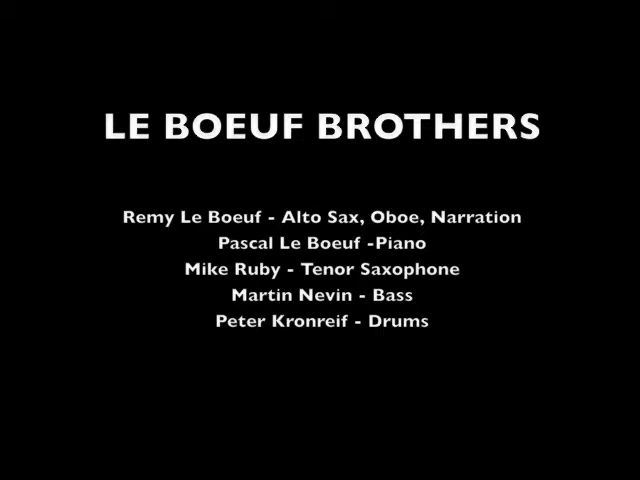 LE BOEUF BROTHERS
Remy Le Boeuf - Alto Sax, Oboe, Narration
Pascal Le Boeuf -Piano
Mike Ruby - Tenor Saxophone
Martin Nevin - Bass
Peter Kronreif - Drums